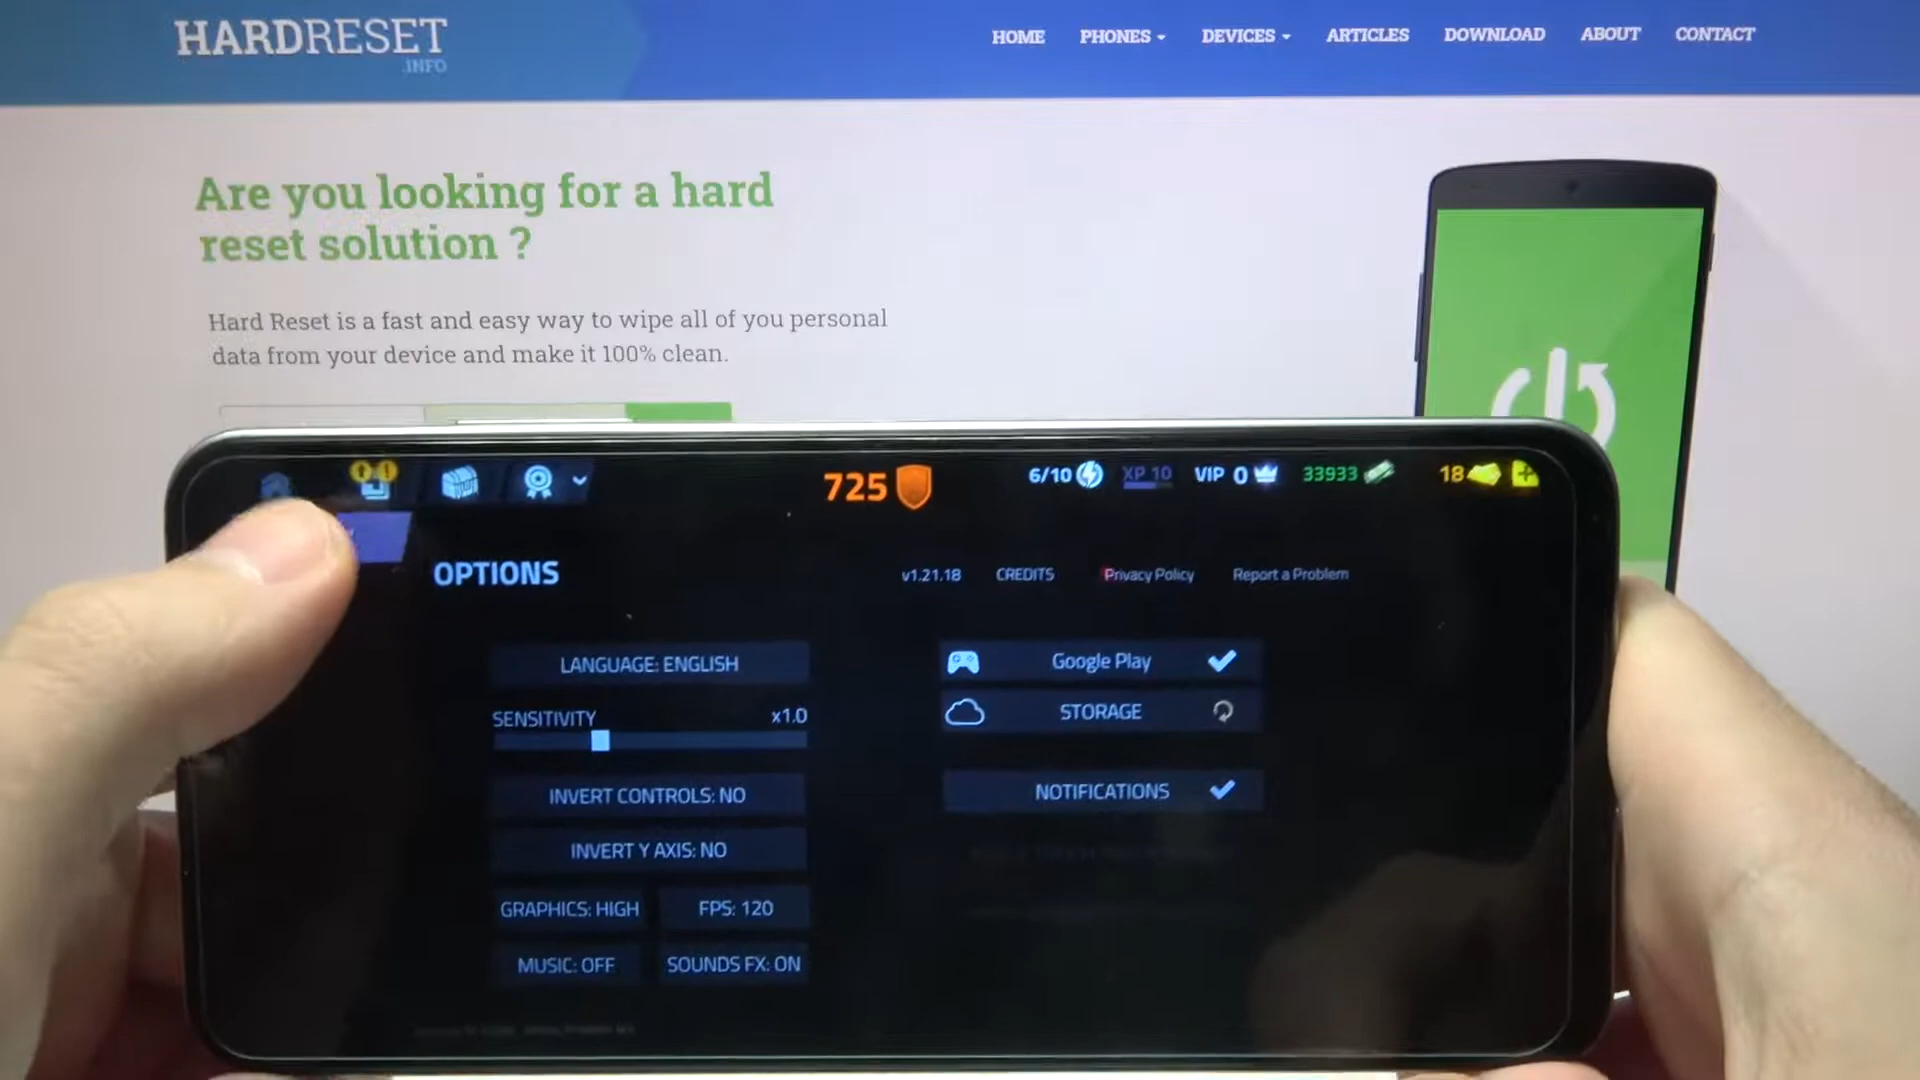 HARDRESET
.INFO
HOME PHONES DEVICES ARTICLES DOWNLOAD ABOUT CONTACT
Are you looking for a hard
reset solution ?
Hard Reset is a fast and easy way to wipe all of you personal
data from your device and make it 100% clean.
725 6/10 XP 10 VIP 0 33933 18
OPTIONS v1.21.18 CREDITS Privacy Policy Report a Problem
LANGUAGE: ENGLISH
SENSITIVITY x1.0
INVERT CONTROLS: NO
INVERT Y AXIS: NO
GRAPHICS: HIGH FPS: 120
MUSIC: OFF SOUNDS FX: ON
Google Play
STORAGE
NOTIFICATIONS